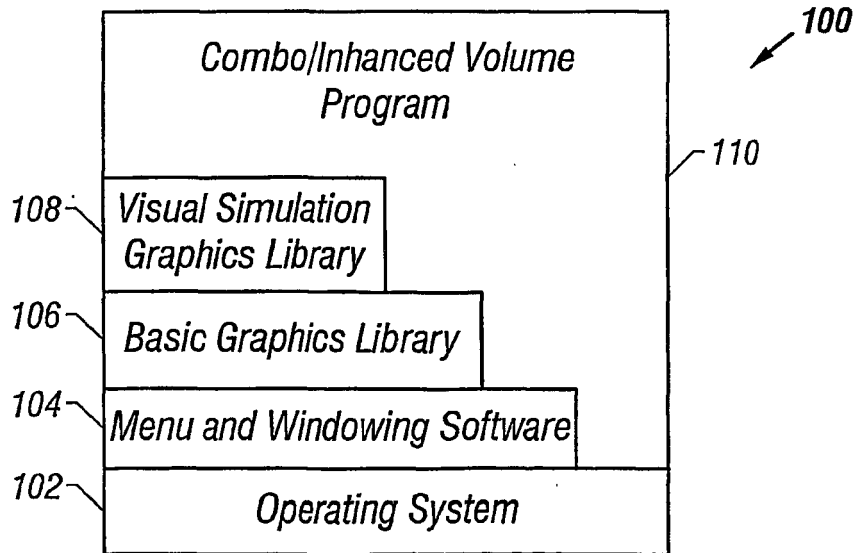 100
Combo/Inhanced Volume
Program
110
108
Visual Simulation
Graphics Library
106
Basic Graphics Library
104
Menu and Windowing Software
102
Operating System